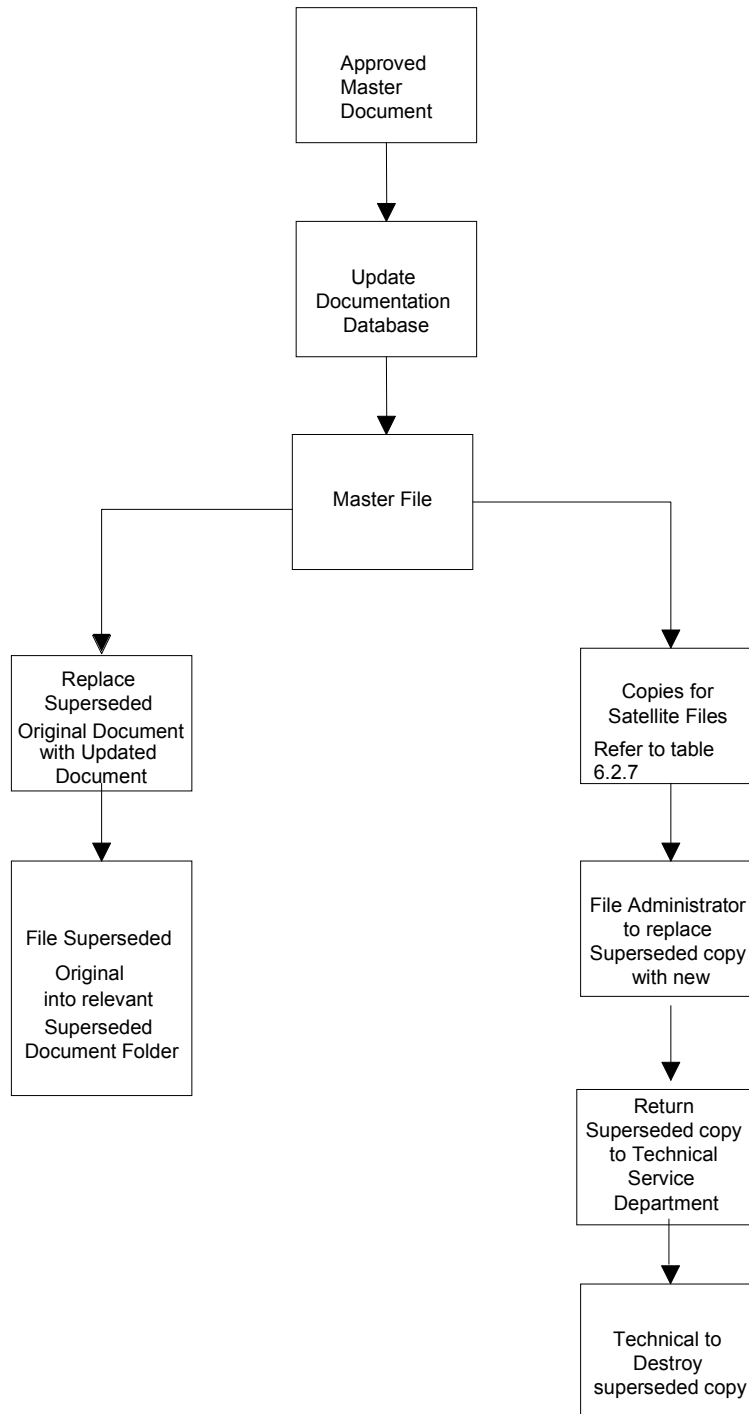 Approved
Master
Document
Update
Documentation
Database
Master File
Replace
Superseded
Original Document
with Updated
Document
File Superseded
Original
into relevant
Superseded
Document Folder
Copies for
Satellite Files
Refer to table
6.2.7
File Administrator
to replace
Superseded copy
with new
Return
Superseded copy
to Technical
Service
Department
Technical to
Destroy
superseded copy